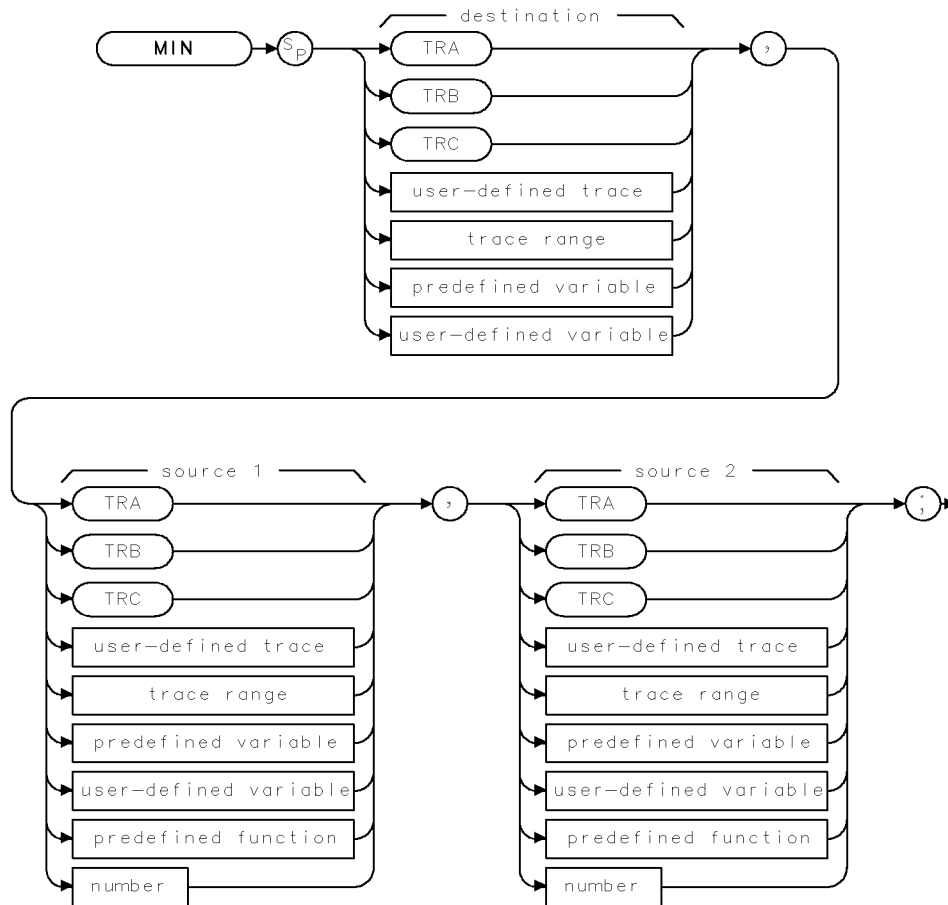 destination
MIN SP TRA ,
TRB
TRC
user-defined trace
trace range
predefined variable
user-defined variable
source 1
TRA ,
TRB
TRC
user-defined trace
trace range
predefined variable
user-defined variable
predefined function
number
source 2
TRA ;
TRB
TRC
user-defined trace
trace range
predefined variable
user-defined variable
predefined function
number